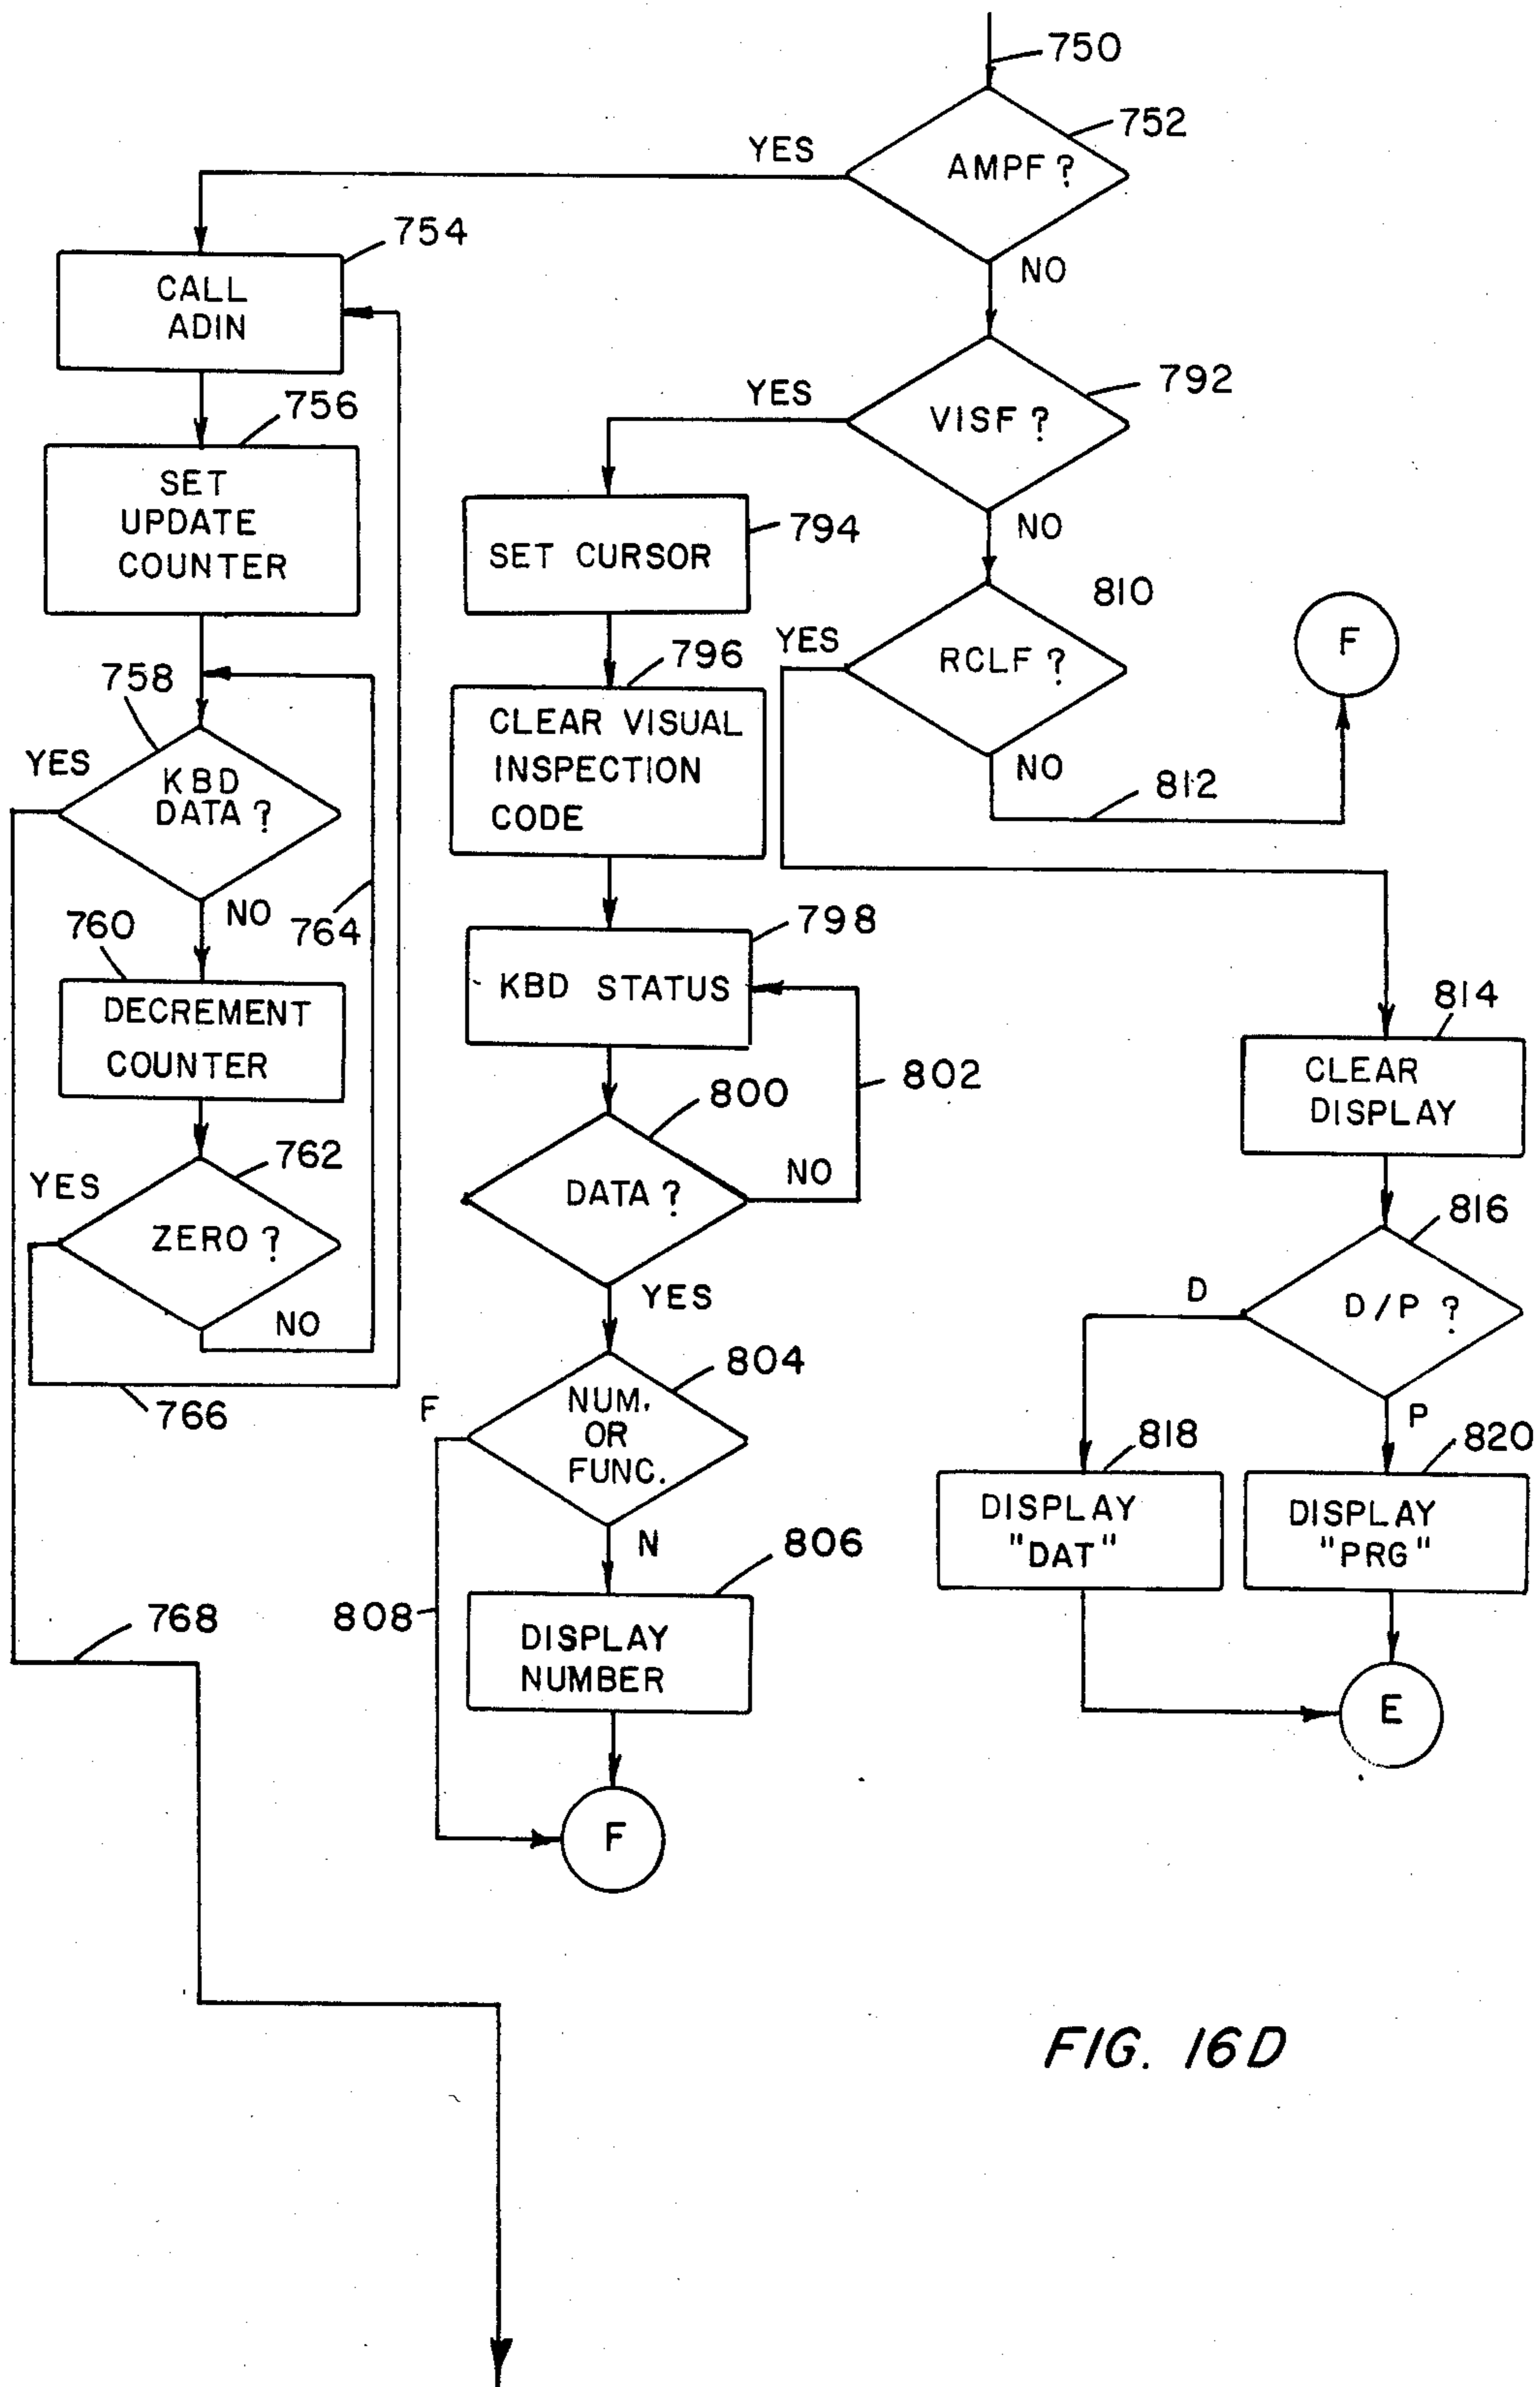 750
752
AMPF ?
YES
NO
754
CALL
ADIN
756
SET
UPDATE
COUNTER
758
YES
KBD
DATA ?
NO
764
760
DECREMENT
COUNTER
762
YES
ZERO ?
NO
766
768
792
YES
VISF ?
NO
794
SET CURSOR
796
CLEAR VISUAL
INSPECTION
CODE
798
KBD STATUS
802
800
DATA ?
NO
YES
804
F
NUM.
OR
FUNC.
N
806
808
DISPLAY
NUMBER
F
810
YES
RCLF ?
NO
812
F
814
CLEAR
DISPLAY
816
D
D/P ?
P
818
DISPLAY
"DAT"
820
DISPLAY
"PRG"
E
FIG. 16D